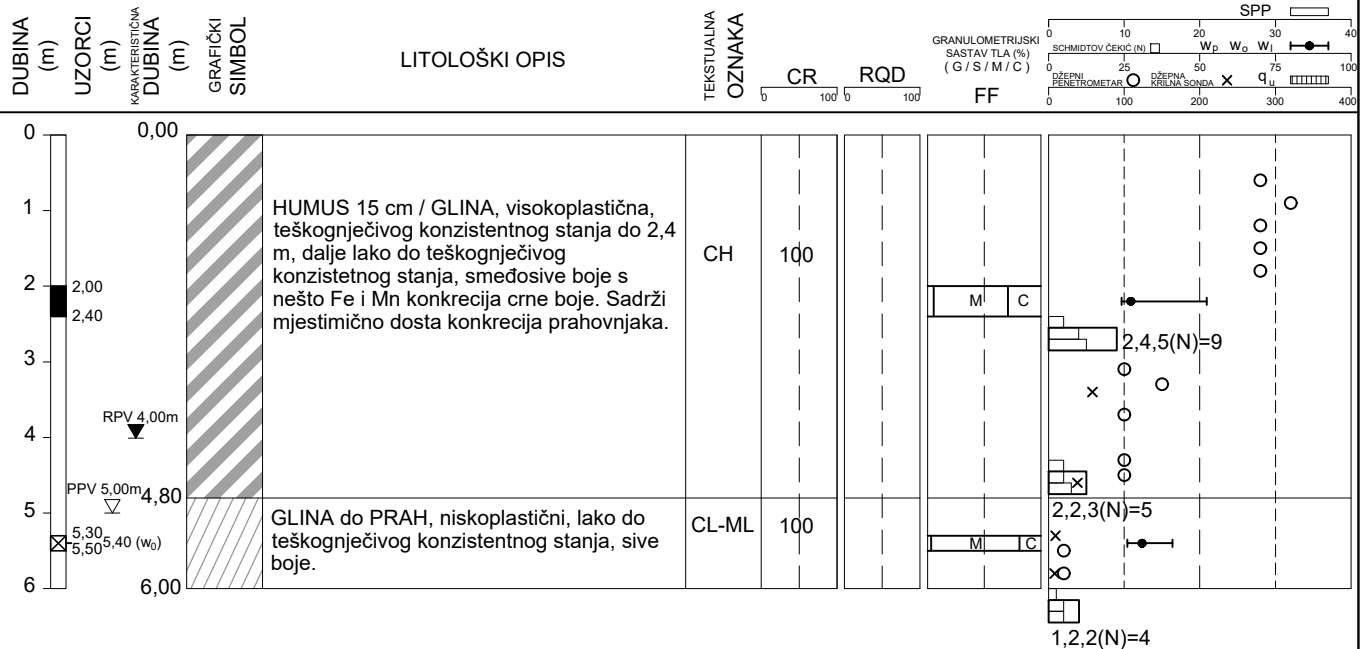 DUBINA (m)
UZORCI (m)
KARAKTERISTIČNA DUBINA (m)
GRAFIČKI SIMBOL
LITOLOŠKI OPIS
TEKSTUALNA OZNAKA
CR
0 100
RQD
0 100
GRANULOMETRIJSKI
SASTAV TLA (%)
( G / S / M / C )
FF
SPP
0 10 20 30 40
SCHMIDTOV ČEKIĆ (N) wp wo wl
0 25 50 75 100
DŽEPNI PENETROMETAR DŽEPNA KRILNA SONDA qu
0 100 200 300 400
0 0,00
1
2
3
4
5
6
2,00
2,40
RPV 4,00m
PPV 5,00m
4,80
5,30
5,50 5,40 (w0)
6,00
HUMUS 15 cm / GLINA, visokoplastična,
teškognječivog konzistentnog stanja do 2,4
m, dalje lako do teškognječivog
konzistetnog stanja, smeđosive boje s
nešto Fe i Mn konkrecija crne boje. Sadrži
mjestimično dosta konkrecija prahovnjaka.
CH 100
M C
2,4,5(N)=9
2,2,3(N)=5
GLINA do PRAH, niskoplastični, lako do
teškognječivog konzistentnog stanja, sive
boje.
CL-ML 100
M C
1,2,2(N)=4